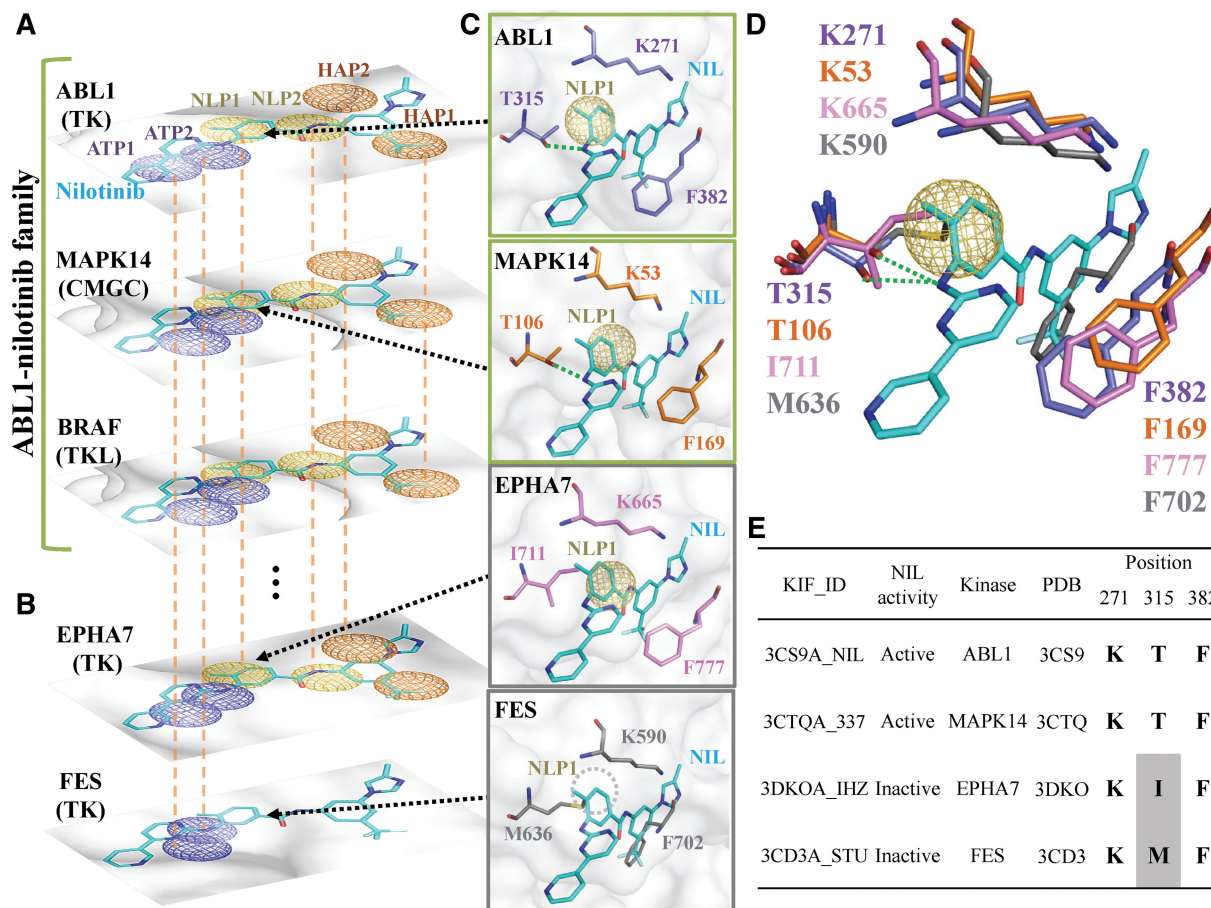 A
ABL1-nilotinib family
ABL1
(TK)
NLP1
NLP2
HAP2
HAP1
ATP1
ATP2
Nilotinib
MAPK14
(CMGC)
BRAF
(TKL)
B
EPHA7
(TK)
FES
(TK)
C
ABL1
K271
NIL
NLP1
T315
F382
MAPK14
K53
NIL
NLP1
T106
F169
EPHA7
K665
NIL
NLP1
I711
F777
FES
K590
NIL
NLP1
M636
F702
D
K271
K53
K665
K590
T315
T106
I711
M636
F382
F169
F777
F702
E
KIF_ID NIL activity Kinase PDB Position
271 315 382
3CS9A_NIL Active ABL1 3CS9 K T F
3CTQA_337 Active MAPK14 3CTQ K T F
3DKOA_IHZ Inactive EPHA7 3DKO K I F
3CD3A_STU Inactive FES 3CD3 K M F